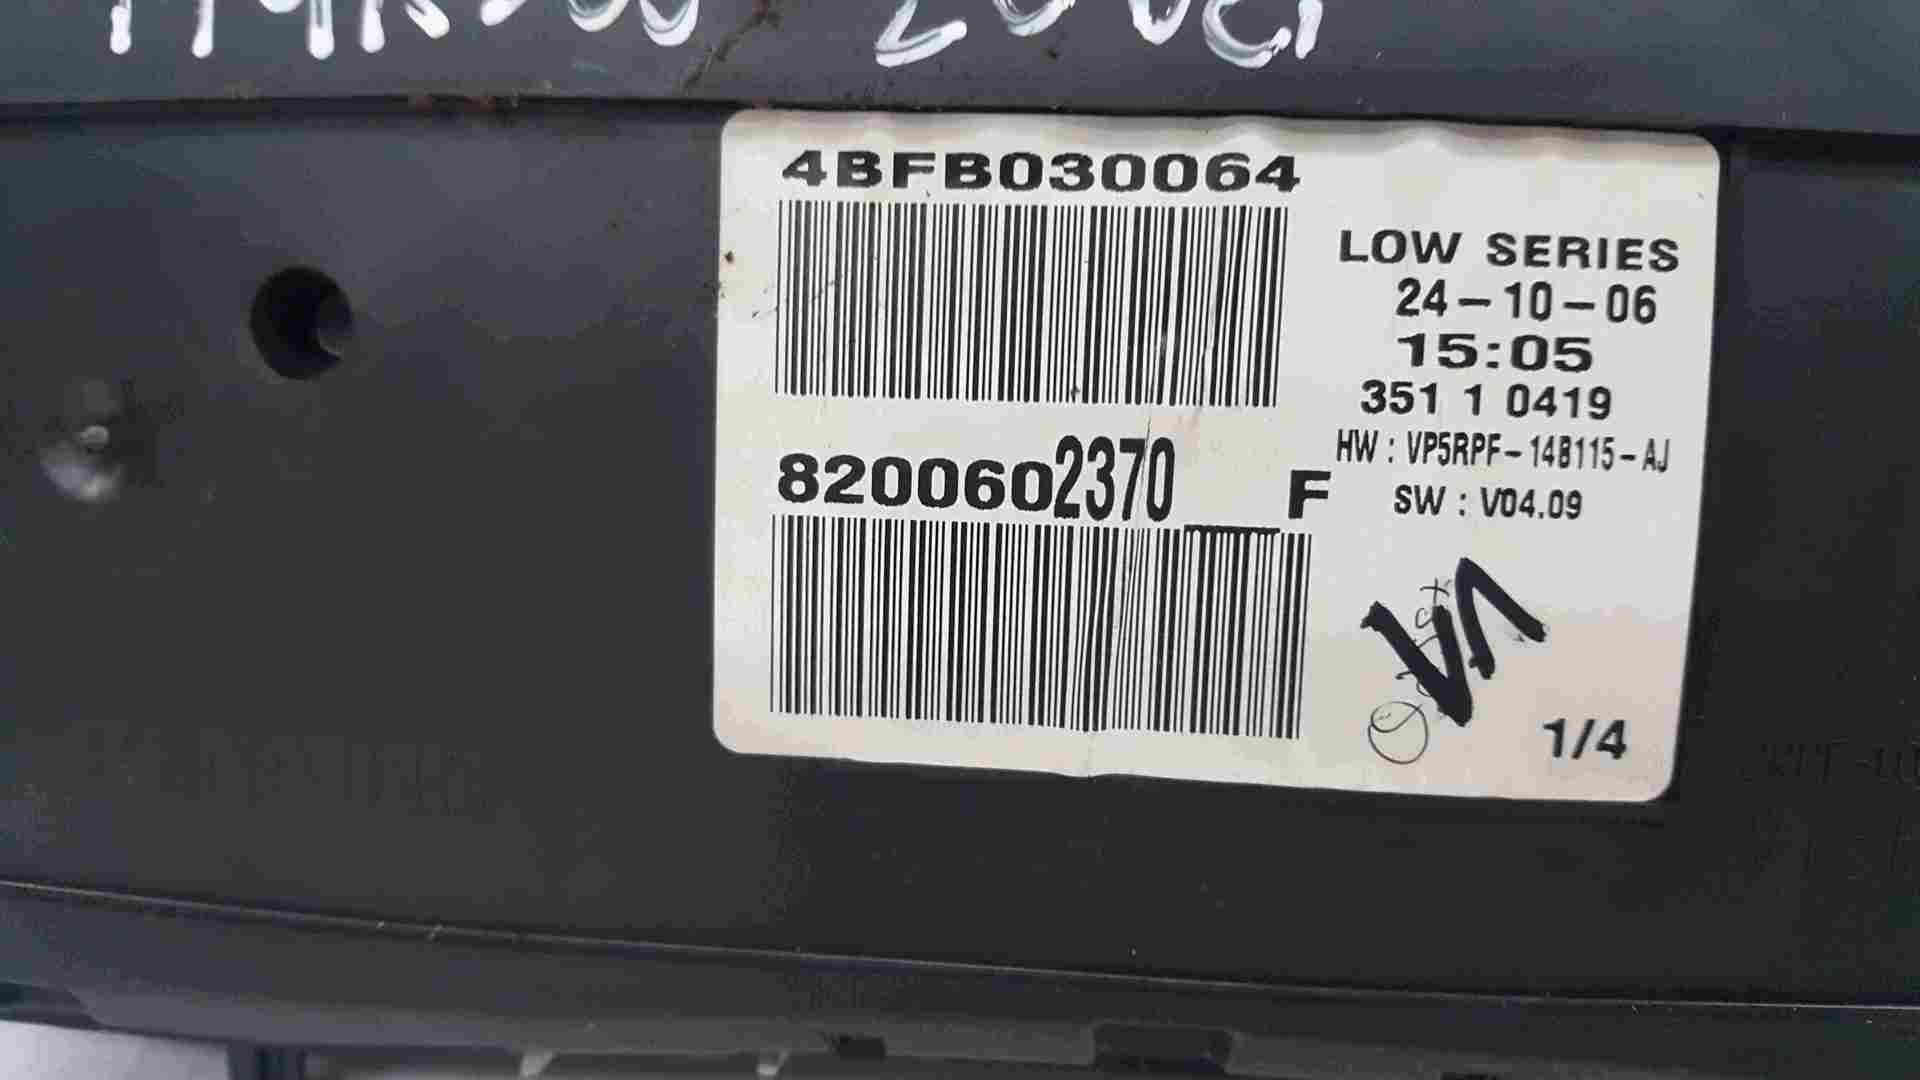 4BFB030064
LOW SERIES
24-10-06
15:05
351 1 0419
HW : VP5RPF-14B115-AJ
8200602370__F
SW : V04.09
1/4